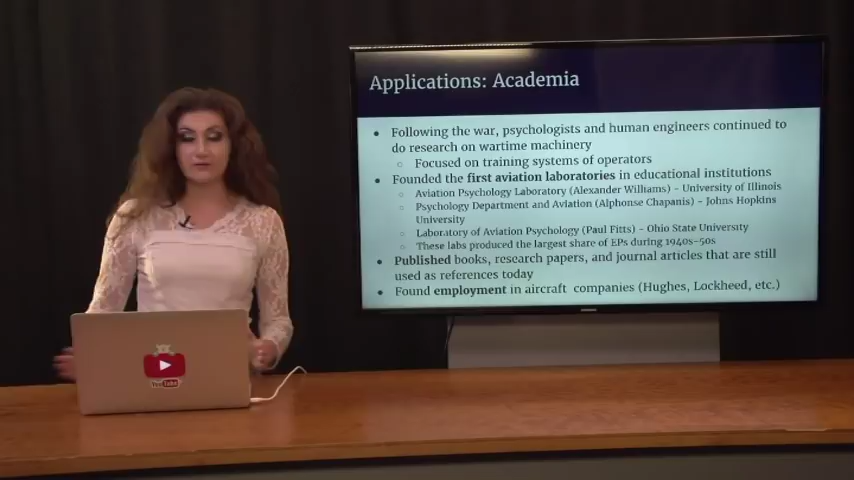 Applications: Academia
• Following the war, psychologists and human engineers continued to
do research on wartime machinery
○ Focused on training systems of operators
• Founded the first aviation laboratories in educational institutions
○ Aviation Psychology Laboratory (Alexander Williams) - University of Illinois
○ Psychology Department and Aviation (Alphonse Chapanis) - Johns Hopkins
University
○ Laboratory of Aviation Psychology (Paul Fitts) - Ohio State University
○ These labs produced the largest share of EPs during 1940s-50s
• Published books, research papers, and journal articles that are still
used as references today
• Found employment in aircraft companies (Hughes, Lockheed, etc.)
YouTube